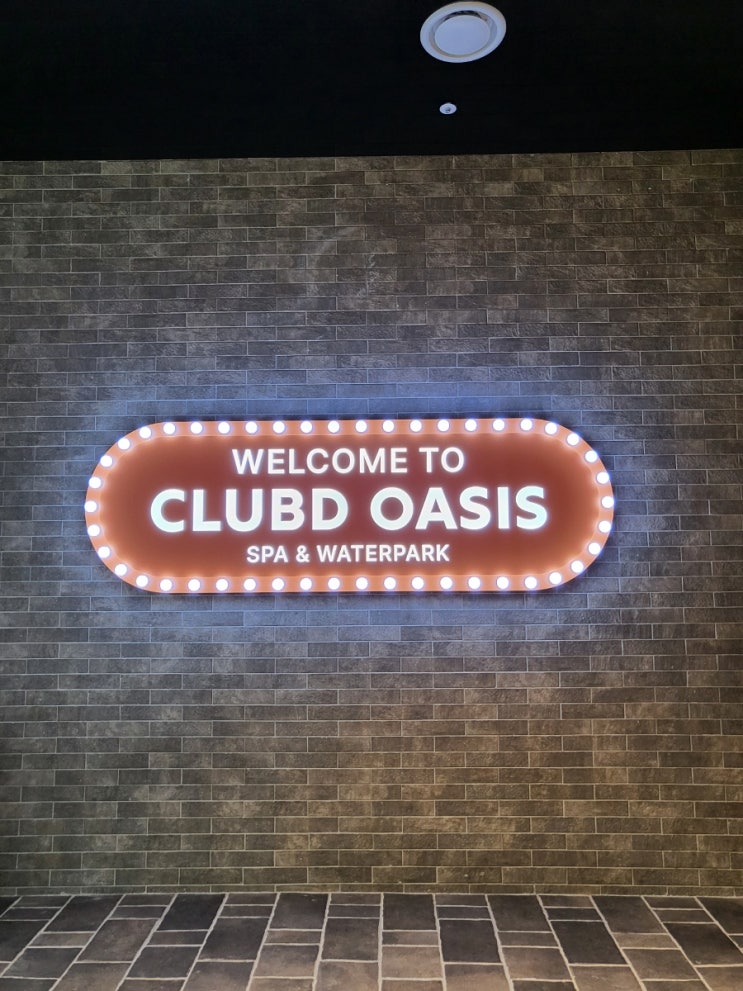 WELCOME TO
CLUBD OASIS
SPA & WATERPARK